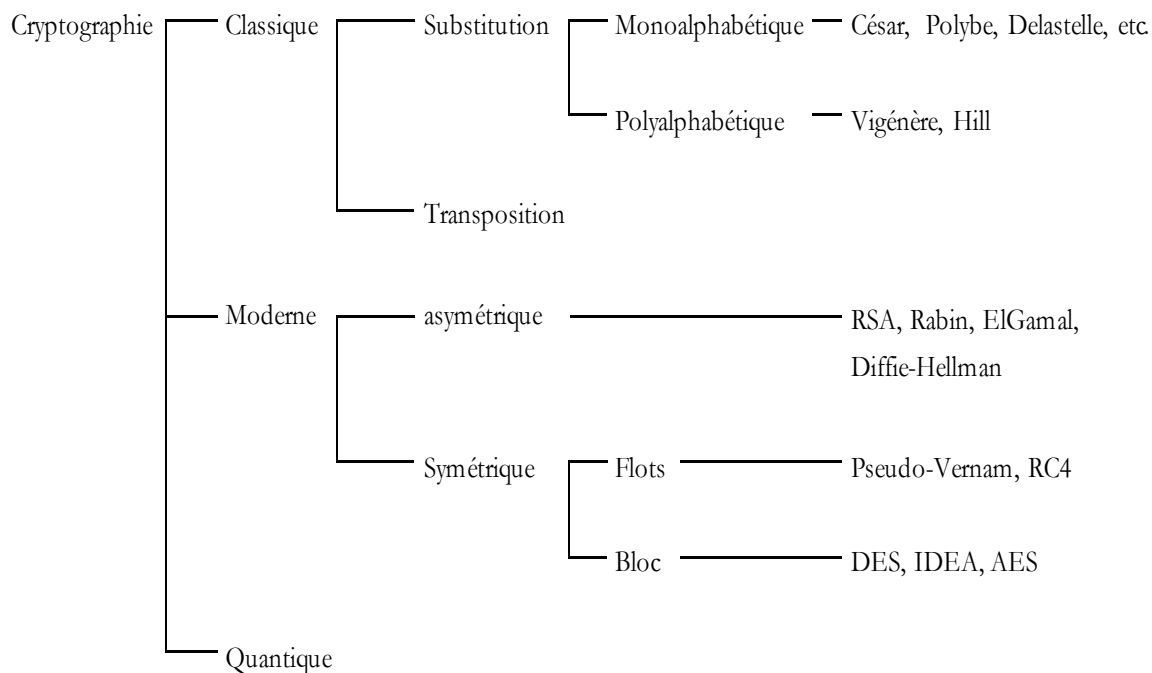 Cryptographie Classique Substitution Monoalphabétique César, Polybe, Delastelle, etc.
Polyalphabétique Vigénère, Hill
Transposition
Moderne asymétrique RSA, Rabin, ElGamal,
Diffie-Hellman
Symétrique Flots Pseudo-Vernam, RC4
Bloc DES, IDEA, AES
Quantique